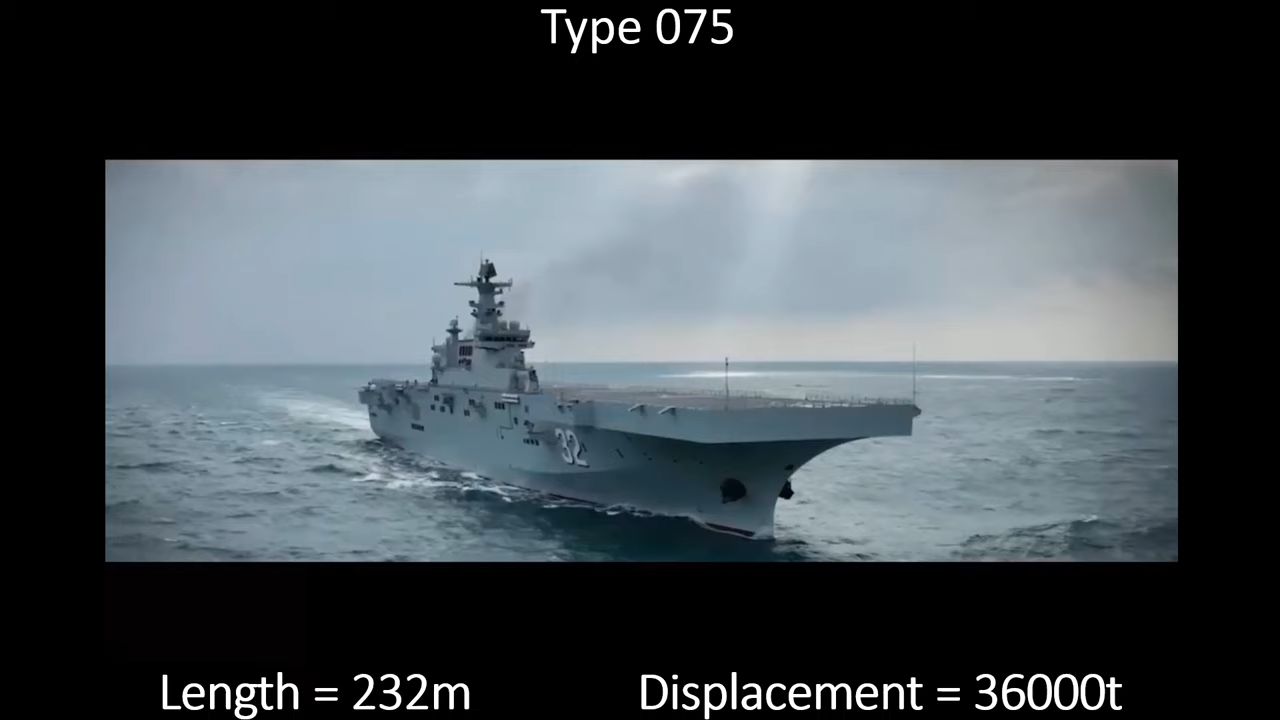 Type 075
32
Length = 232m
Displacement = 36000t